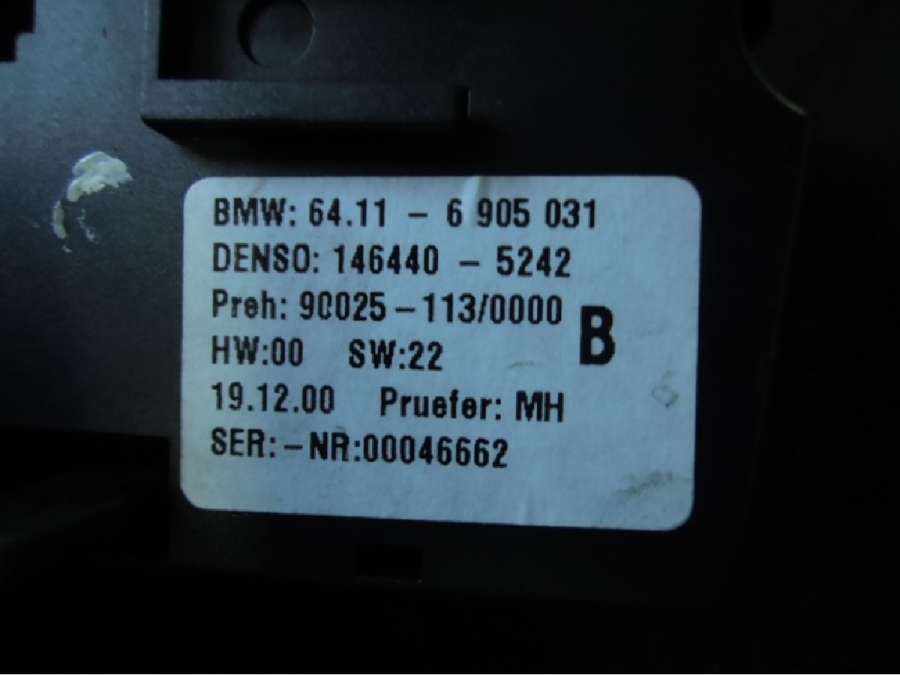 BMW: 64.11 - 6 905 031
DENSO: 146440 - 5242
Preh: 90025-113/0000
B
HW:00 SW:22
19.12.00 Pruefer: MH
SER:-NR:00046662